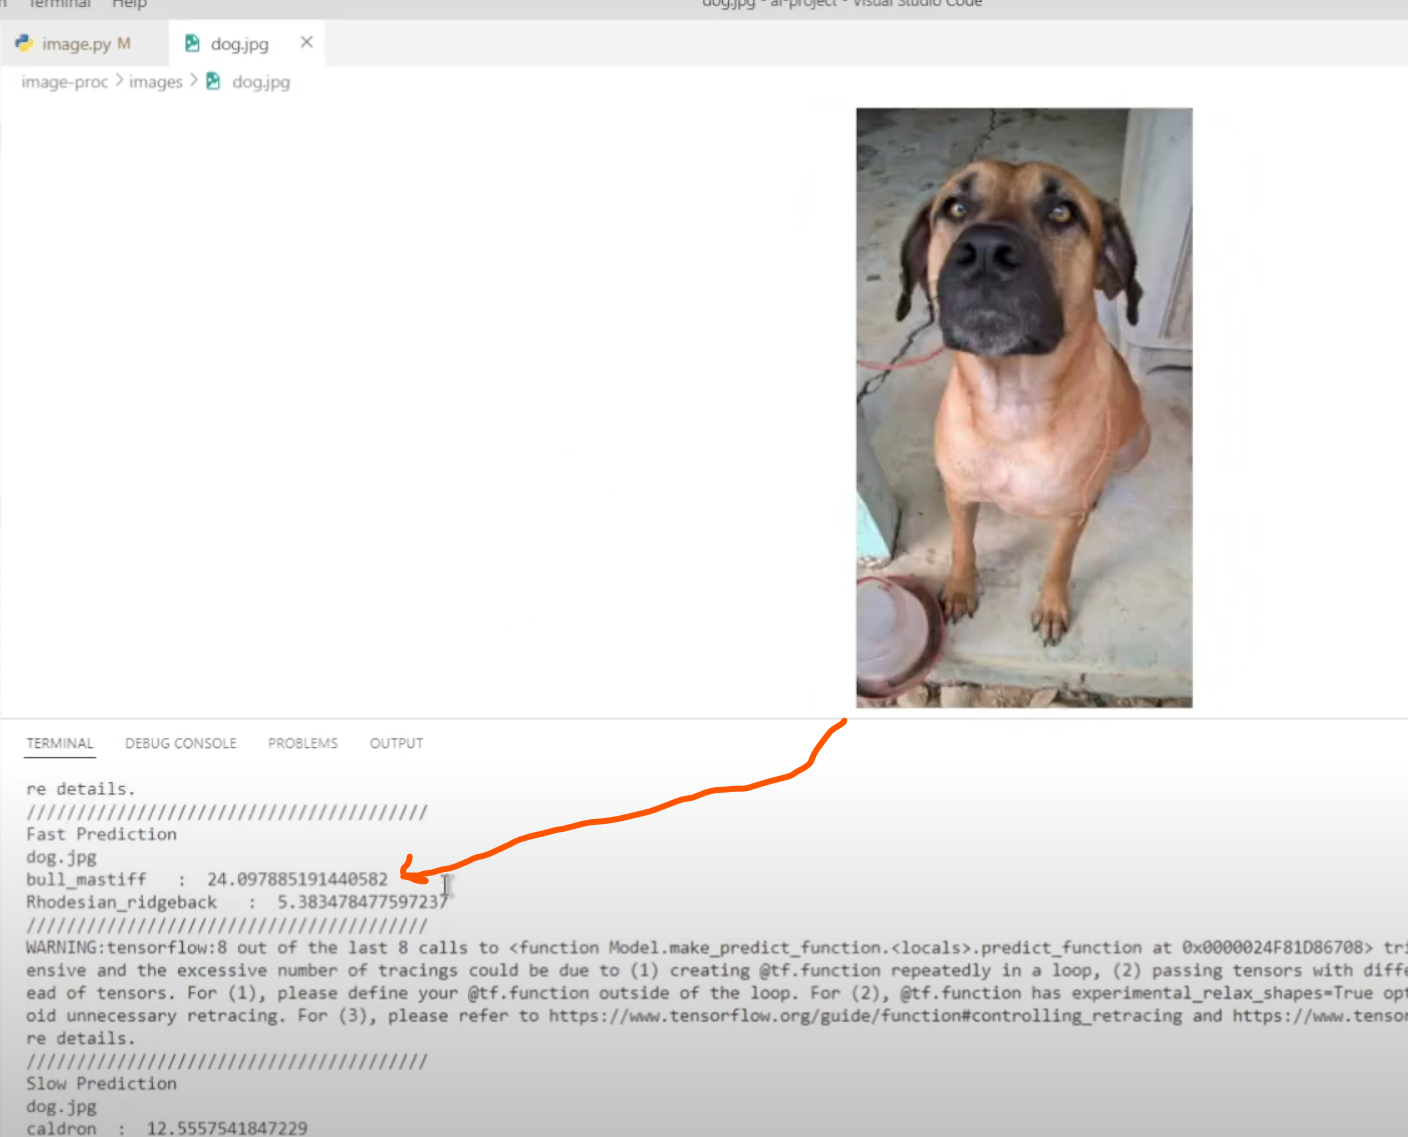 Terminal Help
dog.jpg - ai-project - Visual Studio Code
image.py M
dog.jpg
image-proc > images > dog.jpg
TERMINAL DEBUG CONSOLE PROBLEMS OUTPUT
re details.
////////////////////////////////////////
Fast Prediction
dog.jpg
bull_mastiff : 24.097885191440582
Rhodesian_ridgeback : 5.383478477597237
////////////////////////////////////////
WARNING:tensorflow:8 out of the last 8 calls to <function Model.make_predict_function.<locals>.predict_function at 0x0000024F81D86708> tri
ensive and the excessive number of tracings could be due to (1) creating @tf.function repeatedly in a loop, (2) passing tensors with diffe
ead of tensors. For (1), please define your @tf.function outside of the loop. For (2), @tf.function has experimental_relax_shapes=True opt
oid unnecessary retracing. For (3), please refer to https://www.tensorflow.org/guide/function#controlling_retracing and https://www.tensor
re details.
////////////////////////////////////////
Slow Prediction
dog.jpg
caldron : 12.5557541847229